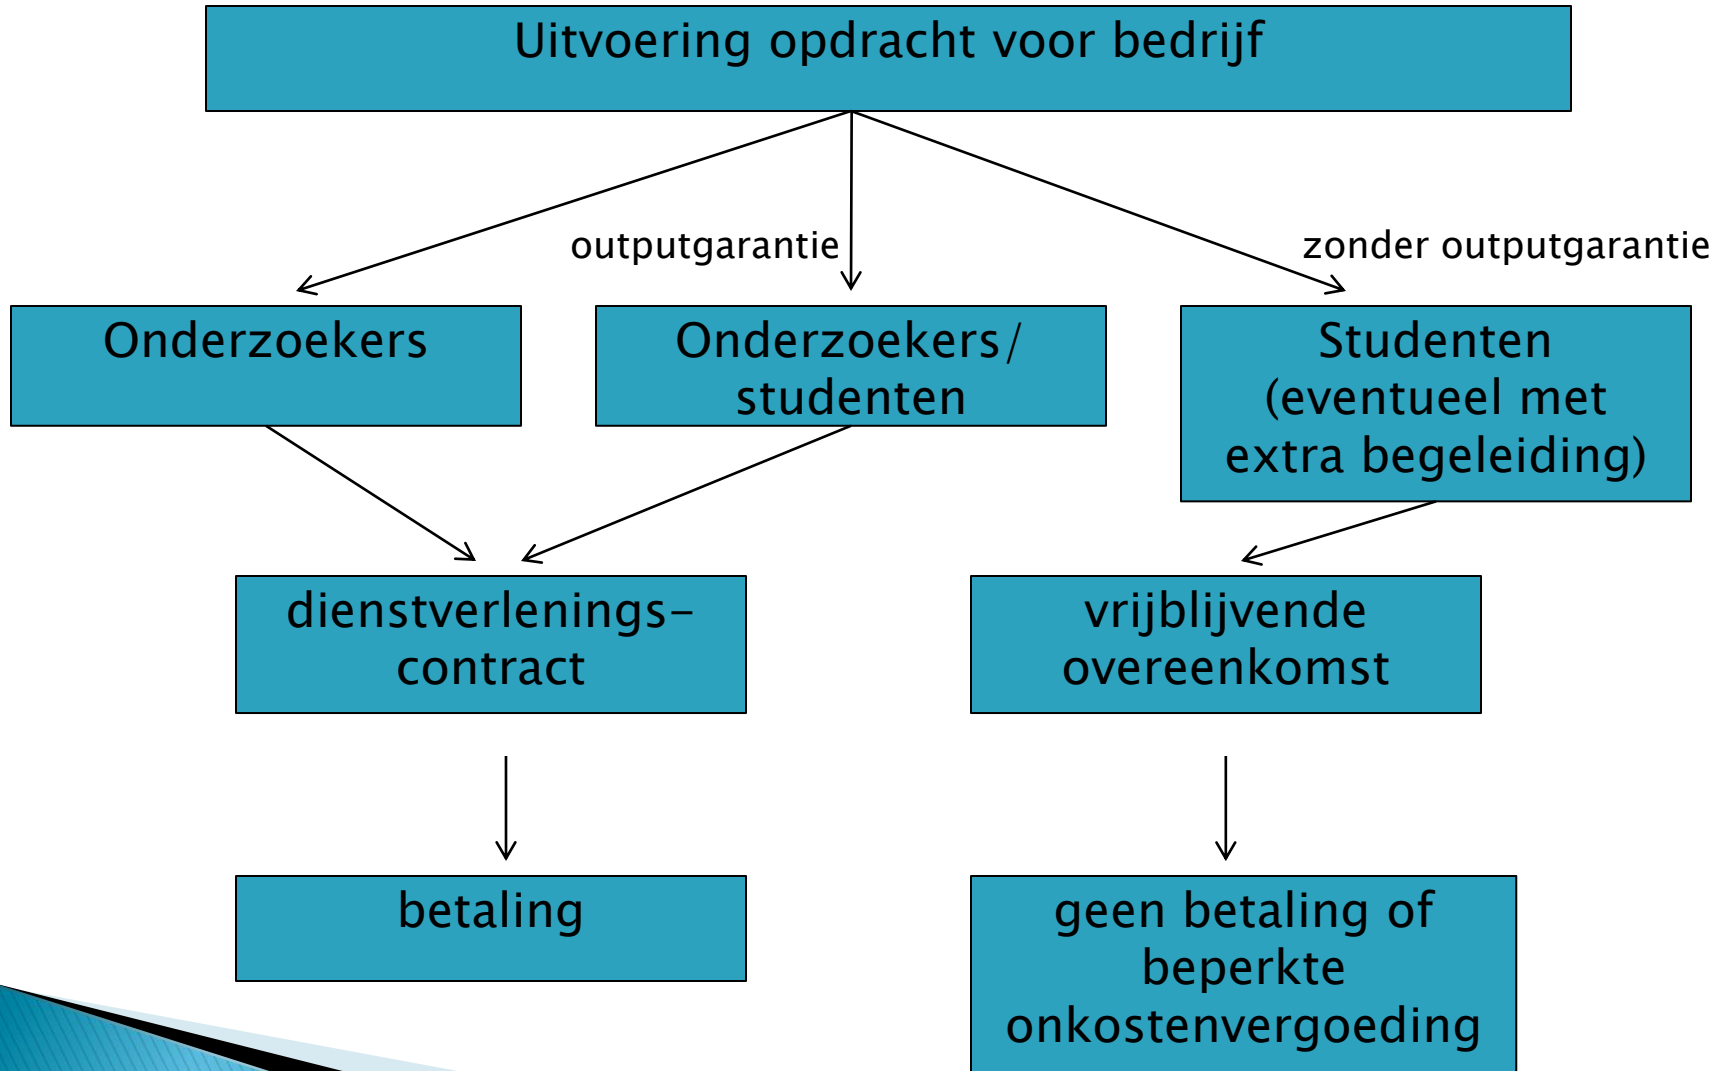 Uitvoering opdracht voor bedrijf
outputgarantie
zonder outputgarantie
Onderzoekers
Onderzoekers/
studenten
Studenten
(eventueel met
extra begeleiding)
dienstverlenings-
contract
vrijblijvende
overeenkomst
betaling
geen betaling of
beperkte
onkostenvergoeding